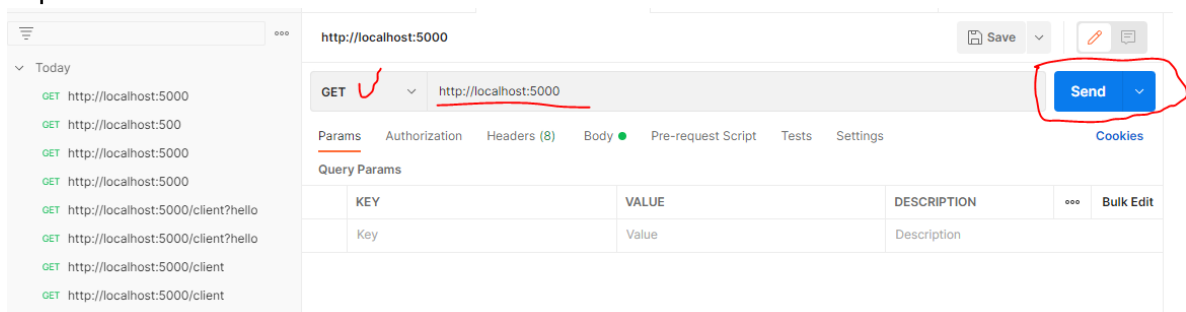 http://localhost:5000
Save
Today
GET http://localhost:5000
GET http://localhost:500
GET http://localhost:5000
GET http://localhost:5000
GET http://localhost:5000/client?hello
GET http://localhost:5000/client?hello
GET http://localhost:5000/client
GET http://localhost:5000/client
GET http://localhost:5000 Send
Params Authorization Headers (8) Body Pre-request Script Tests Settings Cookies
Query Params
KEY VALUE DESCRIPTION Bulk Edit
Key Value Description